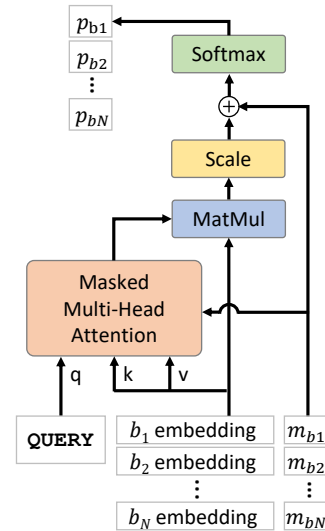 p_b1
p_b2
⋮
p_bN
Softmax
+
Scale
MatMul
Masked
Multi-Head
Attention
q k v
QUERY
b_1 embedding m_b1
b_2 embedding m_b2
⋮ ⋮
b_N embedding m_bN